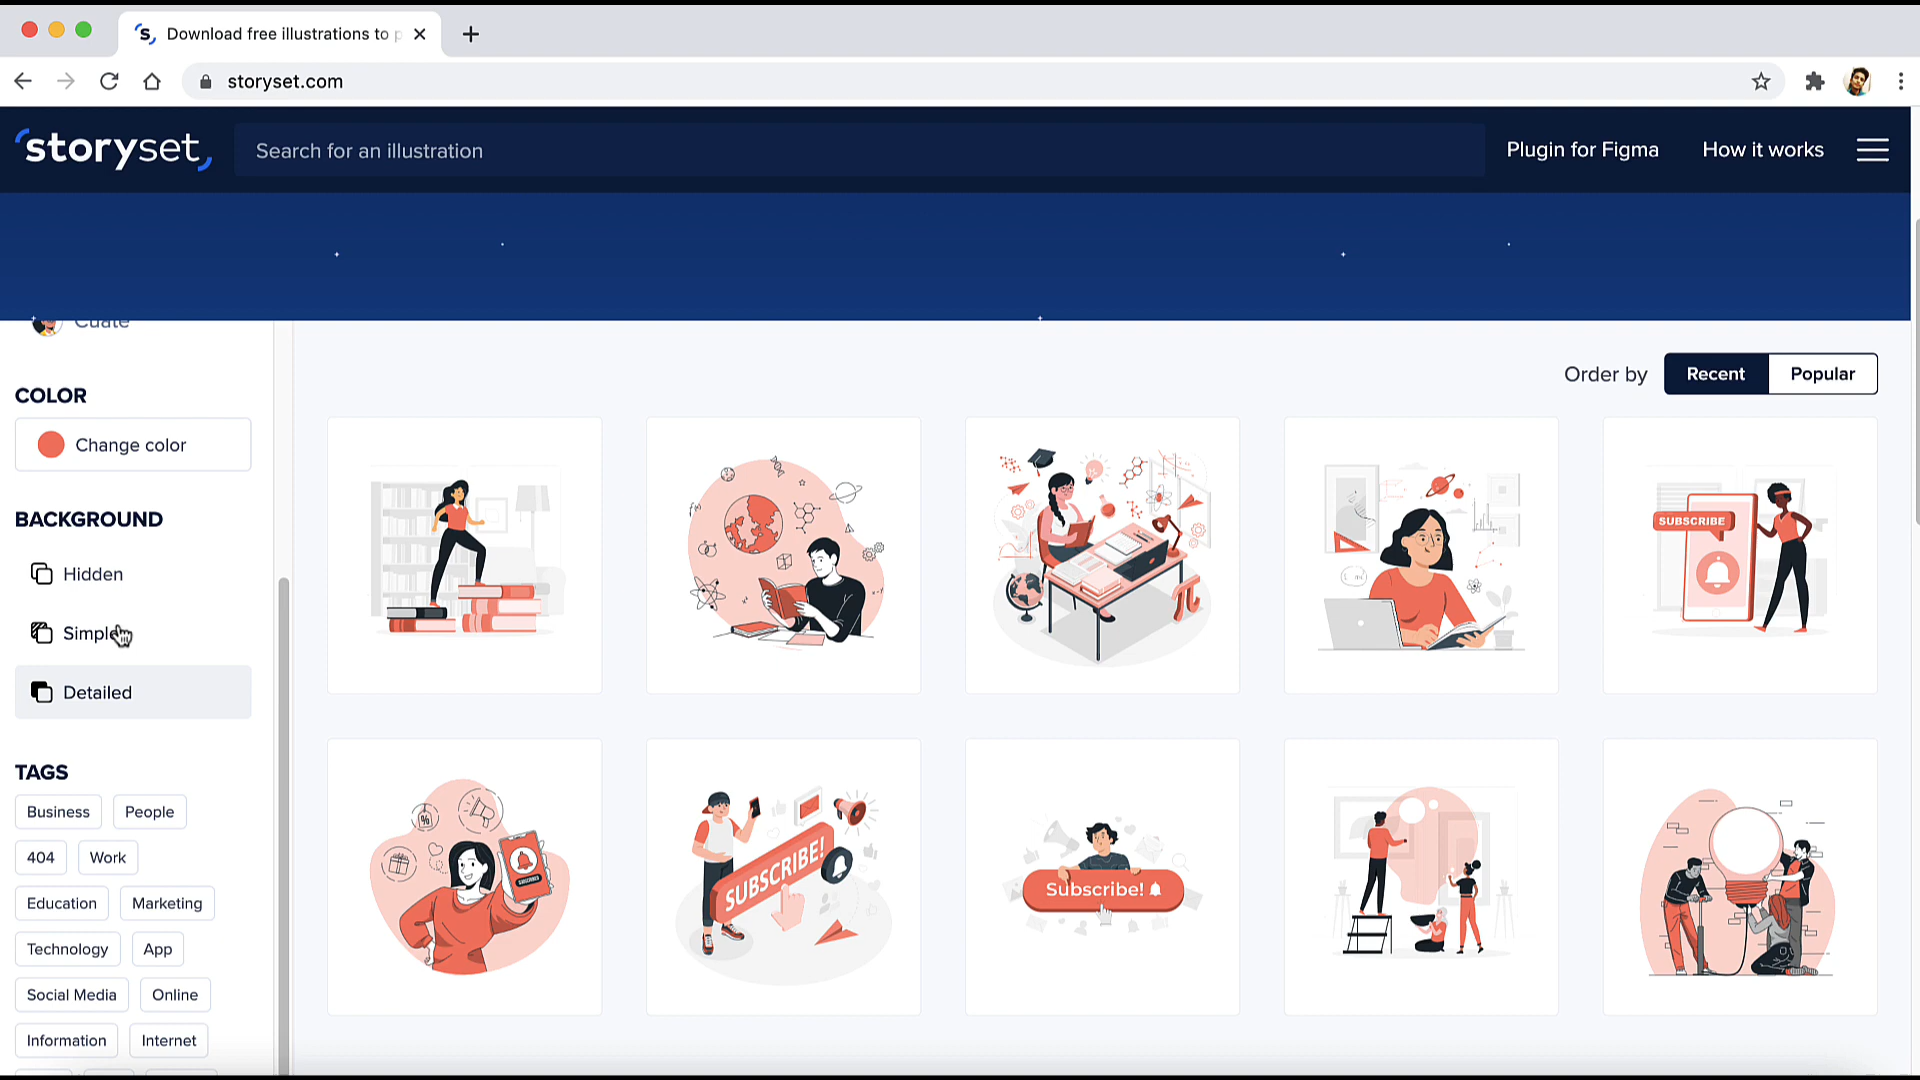 Download free illustrations to p
storyset.com
storyset
Search for an illustration
Plugin for Figma
How it works
Cuate
COLOR
Change color
BACKGROUND
Hidden
Simple
Detailed
TAGS
Business
People
404
Work
Education
Marketing
Technology
App
Social Media
Online
Information
Internet
Order by
Recent
Popular
SUBSCRIBE
SUBSCRIBE!
Subscribe!